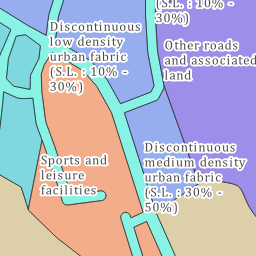 (S.L. : 10% -
30%)
Discontinuous
low density
urban fabric
(S.L. : 10% -
30%)
Other roads
and associated
land
Discontinuous
medium density
urban fabric
(S.L. : 30% -
50%)
Sports and
leisure
facilities